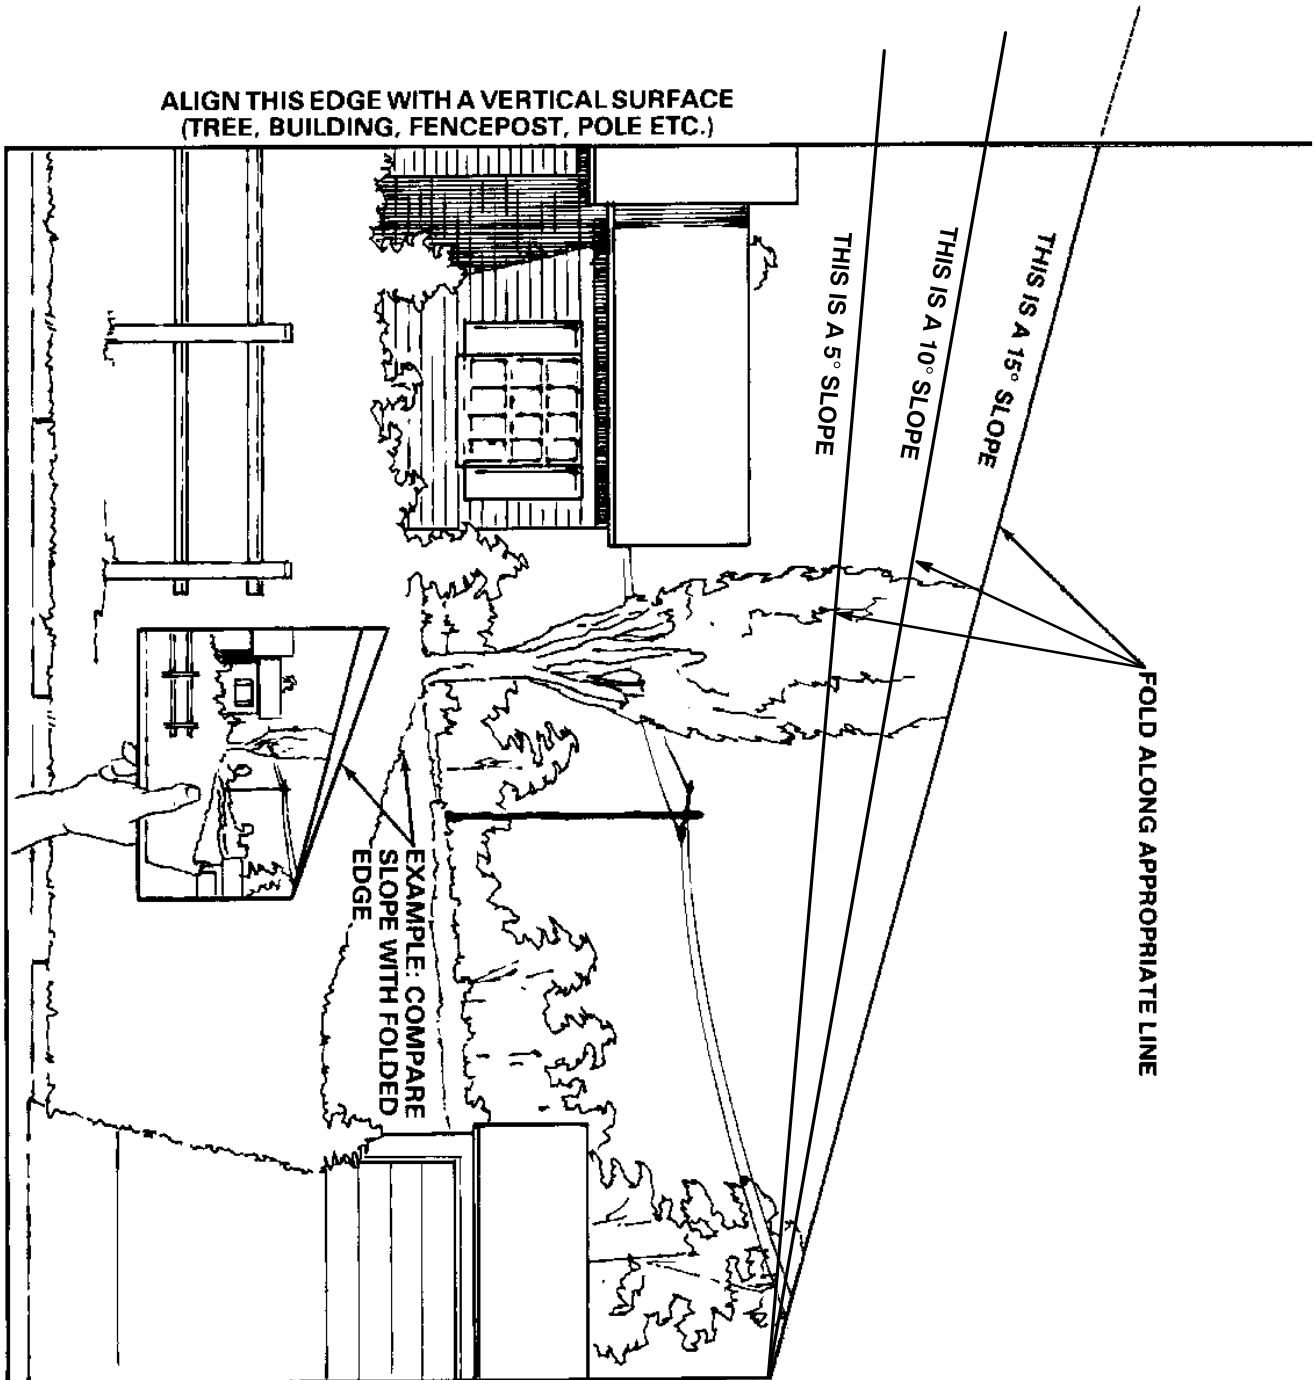 ALIGN THIS EDGE WITH A VERTICAL SURFACE
(TREE, BUILDING, FENCEPOST, POLE ETC.)
THIS IS A 15° SLOPE
THIS IS A 10° SLOPE
THIS IS A 5° SLOPE
FOLD ALONG APPROPRIATE LINE
EXAMPLE: COMPARE
SLOPE WITH FOLDED
EDGE